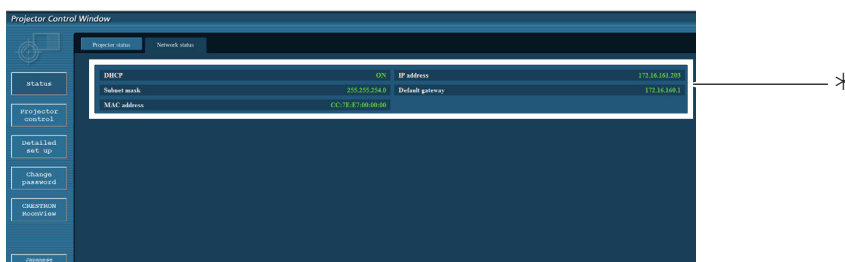 Projector Control Window
Projector status
Network status
DHCP ON IP address 172.16.161.203
Subnet mask 255.255.254.0 Default gateway 172.16.160.1
MAC address CC:7E:E7:00:00:00
Status
Projector
control
Detailed
set up
Change
password
CRESTRON
RoomView
Japanese